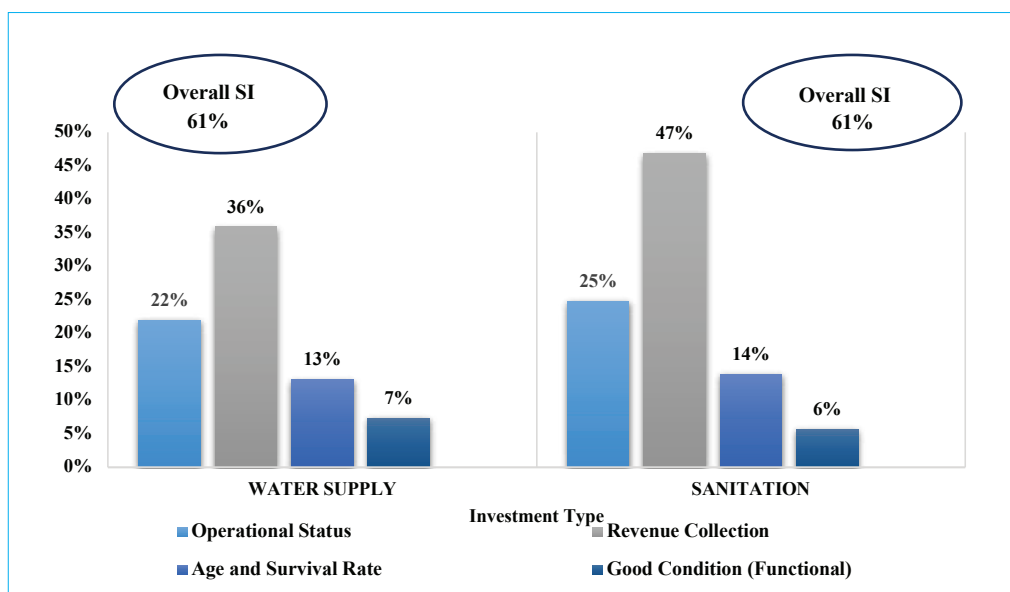 Overall SI
61%
Overall SI
61%
50%
45%
40%
35%
30%
25%
20%
15%
10%
5%
0%
22%
36%
13%
7%
25%
47%
14%
6%
WATER SUPPLY
SANITATION
Investment Type
Operational Status
Revenue Collection
Age and Survival Rate
Good Condition (Functional)